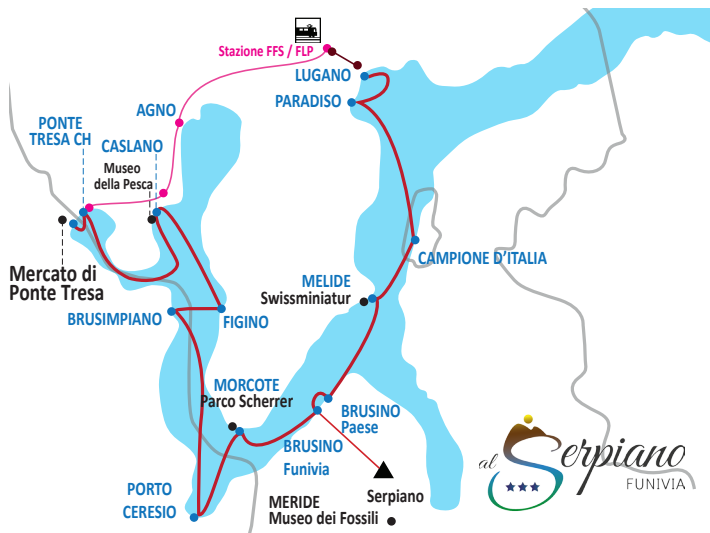 Stazione FFS / FLP
LUGANO
PARADISO
AGNO
PONTE
TRESA CH
CASLANO
Museo
della Pesca
Mercato di
Ponte Tresa
CAMPIONE D'ITALIA
MELIDE
Swissminiatur
BRUSIMPIANO
FIGINO
MORCOTE
Parco Scherrer
BRUSINO
Paese
BRUSINO
Funivia
PORTO
CERESIO
MERIDE
Museo dei Fossili
Serpiano
al Serpiano
FUNIVIA